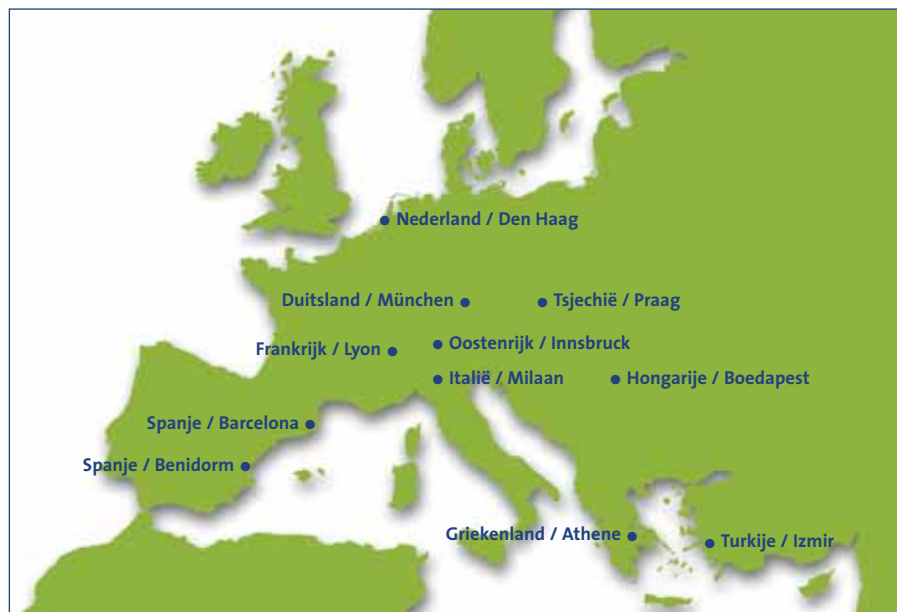 Nederland / Den Haag
Duitsland / München
Tsjechië / Praag
Oostenrijk / Innsbruck
Frankrijk / Lyon
Italië / Milaan
Hongarije / Boedapest
Spanje / Barcelona
Spanje / Benidorm
Griekenland / Athene
Turkije / Izmir